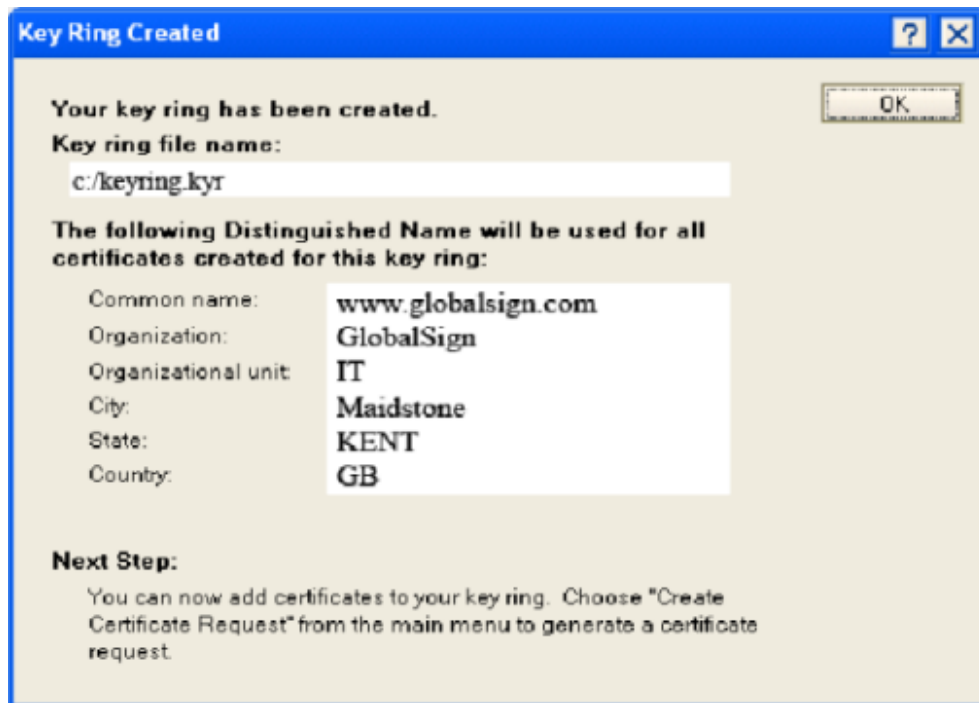 Key Ring Created
Your key ring has been created.
OK
Key ring file name:
c:/keyring.kyr
The following Distinguished Name will be used for all
certificates created for this key ring:
Common name: www.globalsign.com
Organization: GlobalSign
Organizational unit: IT
City: Maidstone
State: KENT
Country: GB
Next Step:
You can now add certificates to your key ring. Choose "Create
Certificate Request" from the main menu to generate a certificate
request.